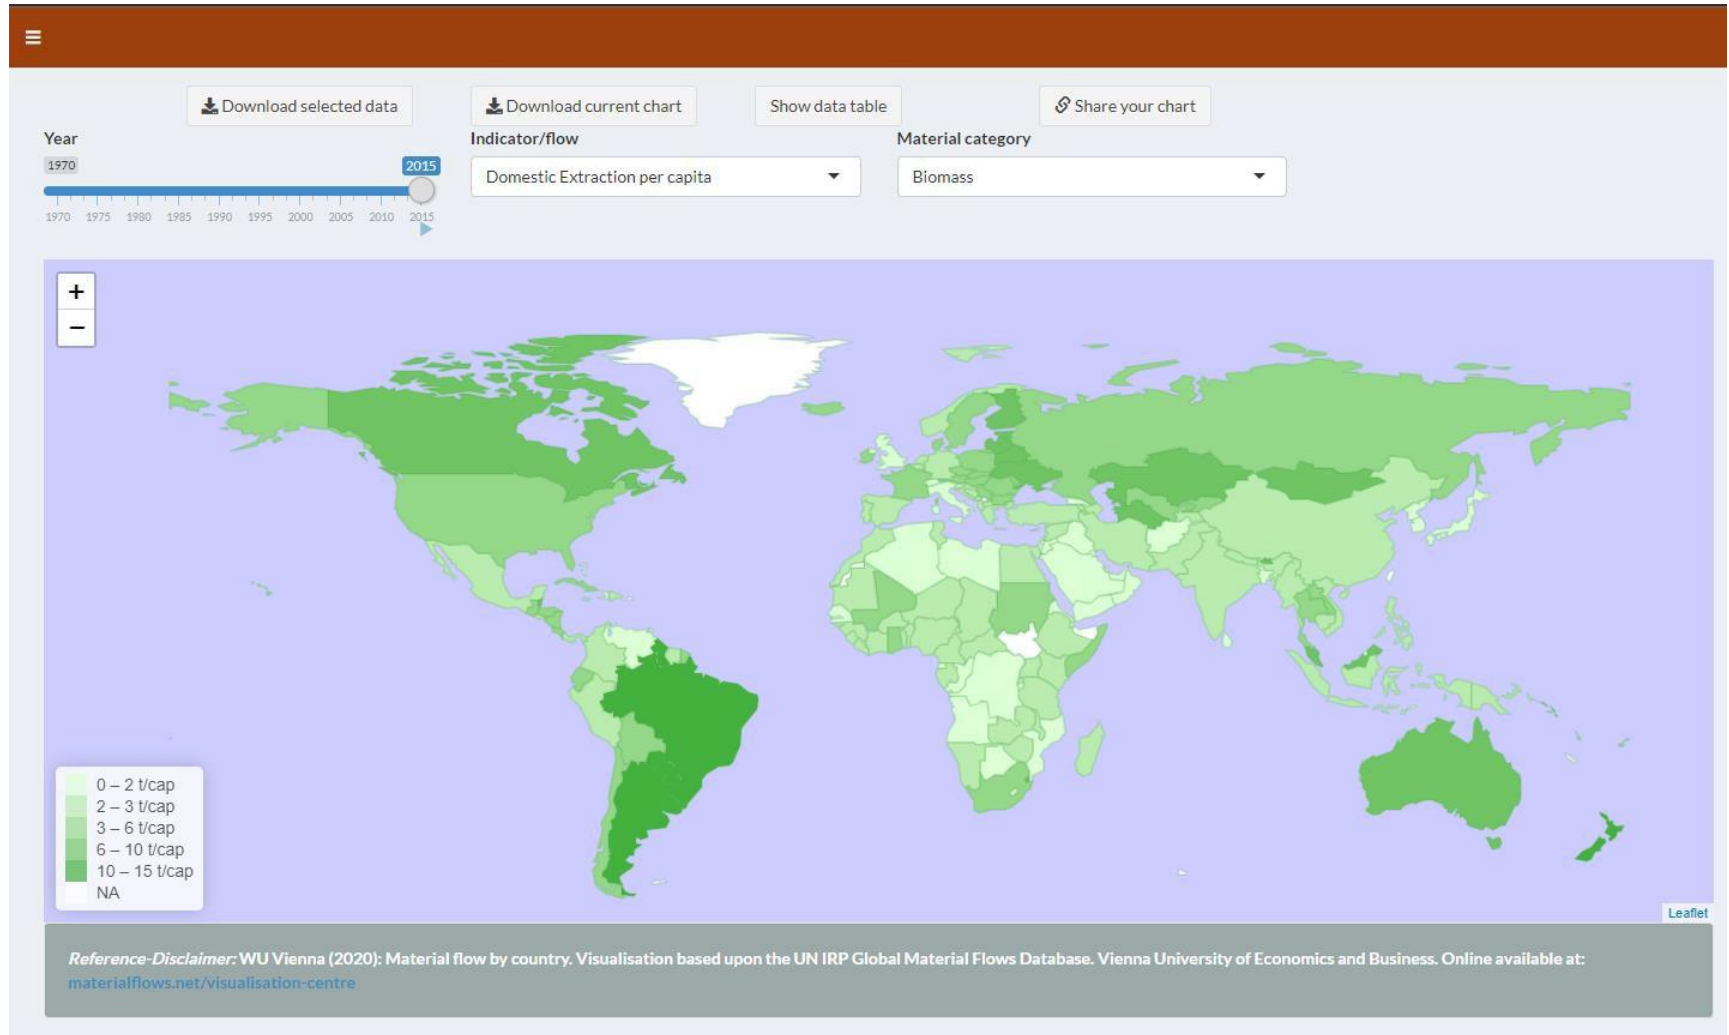 Download selected data
Download current chart
Show data table
Share your chart
Year
Indicator/flow
Material category
1970
2015
Domestic Extraction per capita
Biomass
1970 1975 1980 1985 1990 1995 2000 2005 2010 2015
+
−
0 – 2 t/cap
2 – 3 t/cap
3 – 6 t/cap
6 – 10 t/cap
10 – 15 t/cap
NA
Leaflet
Reference-Disclaimer: WU Vienna (2020): Material flow by country. Visualisation based upon the UN IRP Global Material Flows Database. Vienna University of Economics and Business. Online available at:
materialflows.net/visualisation-centre